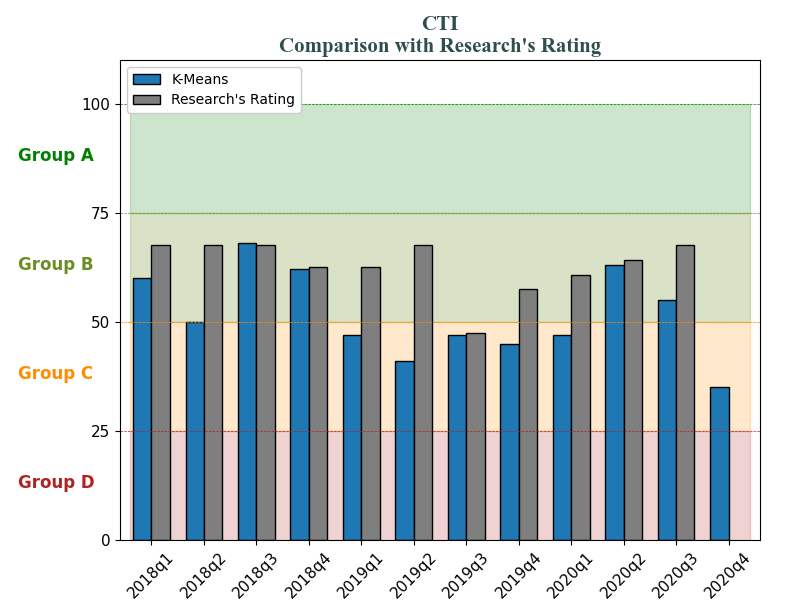 CTI
Comparison with Research's Rating
K-Means
Research's Rating
100
Group A
75
Group B
50
Group C
25
Group D
0
2018q1
2018q2
2018q3
2018q4
2019q1
2019q2
2019q3
2019q4
2020q1
2020q2
2020q3
2020q4